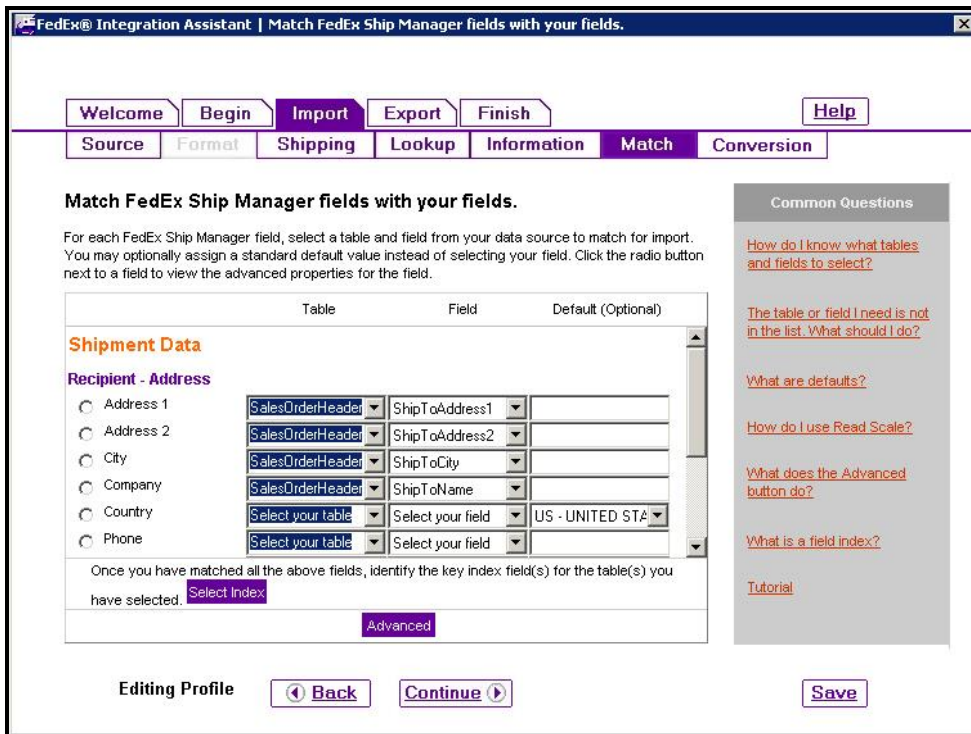 FedEx® Integration Assistant | Match FedEx Ship Manager fields with your fields.
Welcome Begin Import Export Finish Help
Source Format Shipping Lookup Information Match Conversion
Match FedEx Ship Manager fields with your fields.
For each FedEx Ship Manager field, select a table and field from your data source to match for import.
You may optionally assign a standard default value instead of selecting your field. Click the radio button
next to a field to view the advanced properties for the field.
Table Field Default (Optional)
Shipment Data
Recipient - Address
Address 1 SalesOrderHeader ShipToAddress1
Address 2 SalesOrderHeader ShipToAddress2
City SalesOrderHeader ShipToCity
Company SalesOrderHeader ShipToName
Country Select your table Select your field US - UNITED STA
Phone Select your table Select your field
Once you have matched all the above fields, identify the key index field(s) for the table(s) you
have selected. Select Index
Advanced
Common Questions
How do I know what tables
and fields to select?
The table or field I need is not
in the list. What should I do?
What are defaults?
How do I use Read Scale?
What does the Advanced
button do?
What is a field index?
Tutorial
Editing Profile Back Continue Save